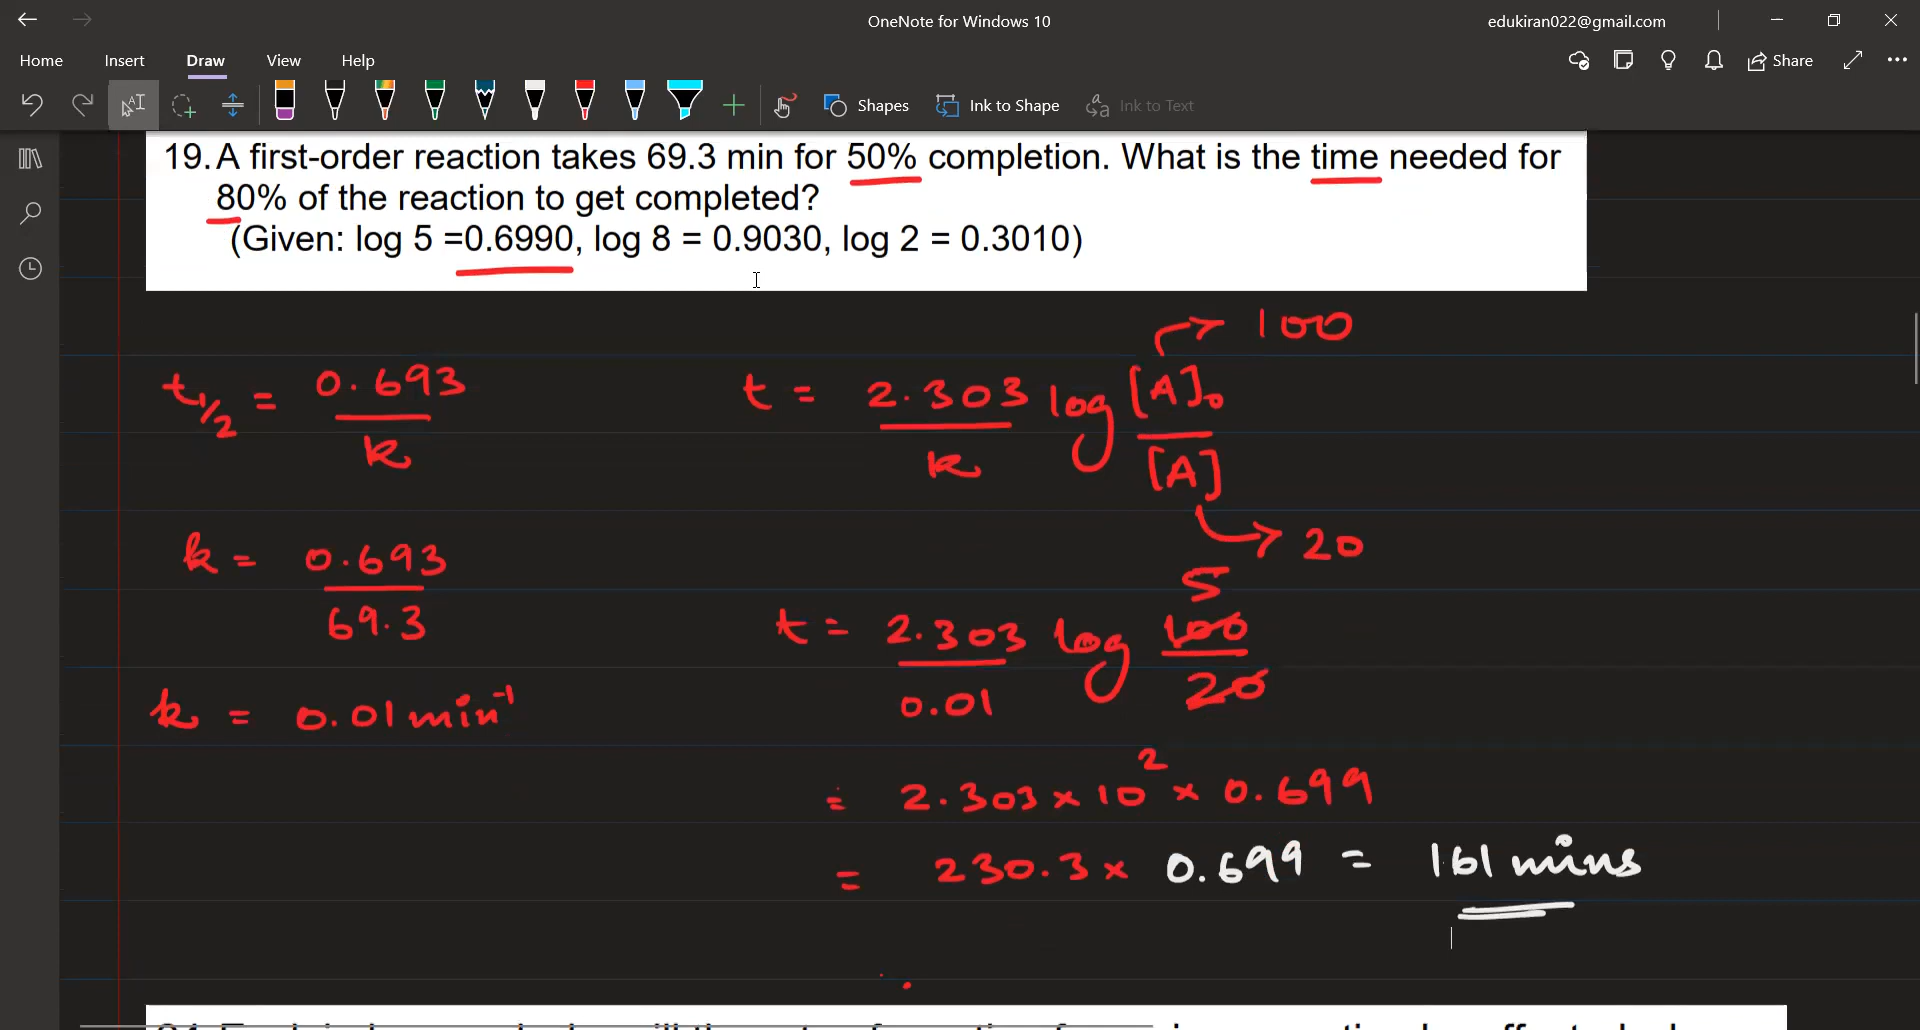 OneNote for Windows 10
edukiran022@gmail.com
Home Insert Draw View Help
Share
Shapes Ink to Shape Ink to Text
19. A first-order reaction takes 69.3 min for 50% completion. What is the time needed for
80% of the reaction to get completed?
(Given: log 5 =0.6990, log 8 = 0.9030, log 2 = 0.3010)
t1/2 = 0.693/k
k = 0.693/69.3
k = 0.01 min⁻¹
t = 2.303/k log [A]₀/[A]
100
20
t = 2.303/0.01 log 100/20
5
= 2.303 × 10² × 0.699
= 230.3 × 0.699 = 161 mins